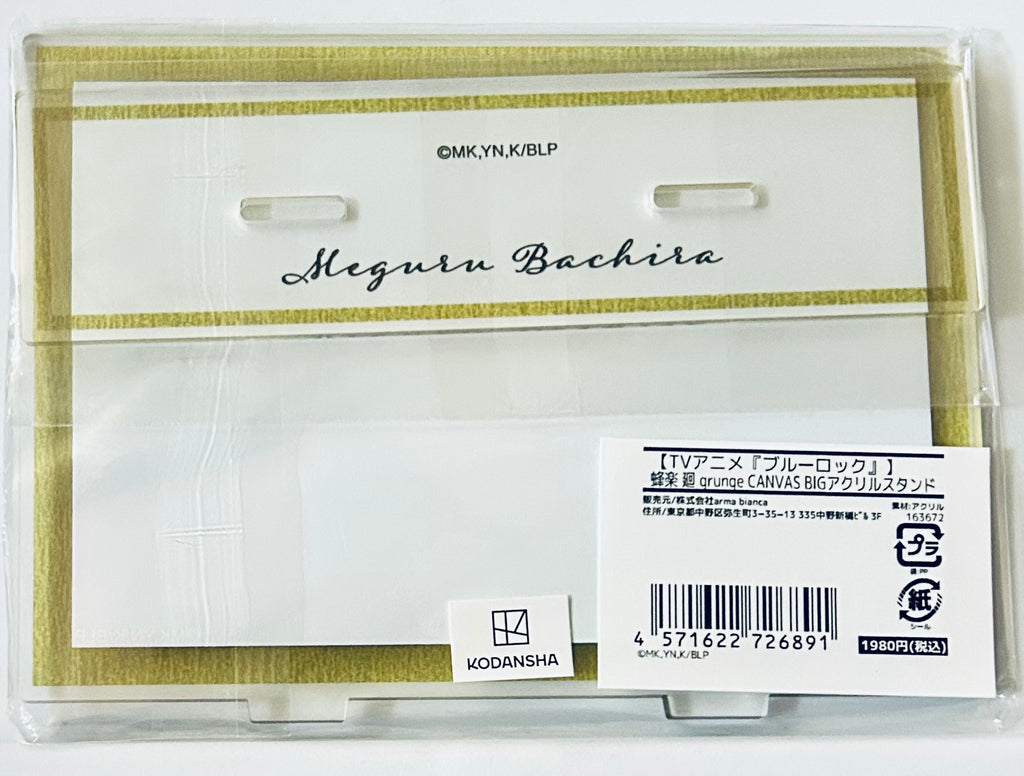 ©MK,YN,K/BLP
Meguru Bachira
【TVアニメ『ブルーロック』】
蜂楽 廻 grunge CANVAS BIGアクリルスタンド
販売元/株式会社arma bianca
素材:アクリル
住所/東京都中野区弥生町3-35-13 335中野新橋ビル 3F
163672
プラ
袋:PP
紙
シール
4 571622 726891
©MK,YN,K/BLP
1980円(税込)
KODANSHA
MK,YN,K/BLP